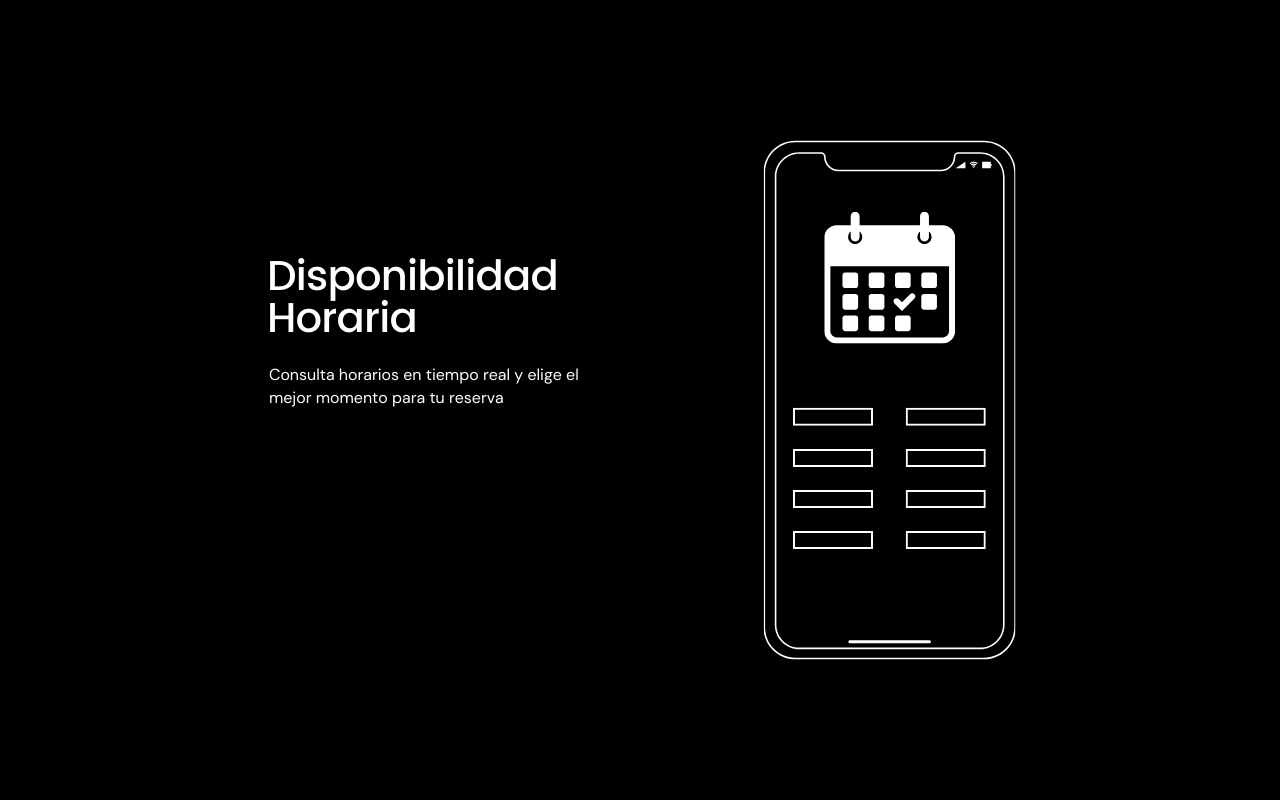 Disponibilidad
Horaria
Consulta horarios en tiempo real y elige el
mejor momento para tu reserva